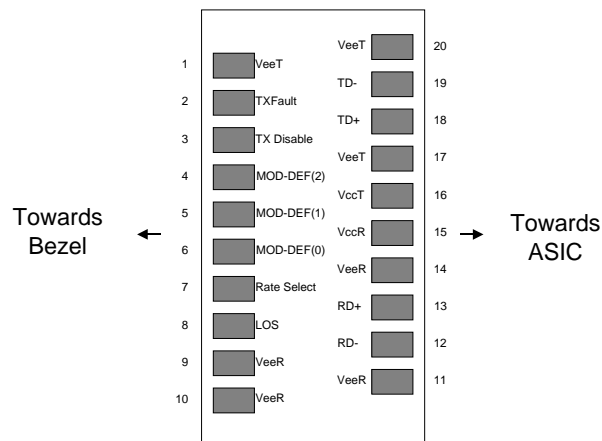 VeeT 20
1 VeeT
TD- 19
2 TXFault
TD+ 18
3 TX Disable
VeeT 17
4 MOD-DEF(2)
VccT 16
5 MOD-DEF(1)
Towards
Bezel
VccR 15
Towards
ASIC
6 MOD-DEF(0)
VeeR 14
7 Rate Select
RD+ 13
8 LOS
RD- 12
9 VeeR
VeeR 11
10 VeeR